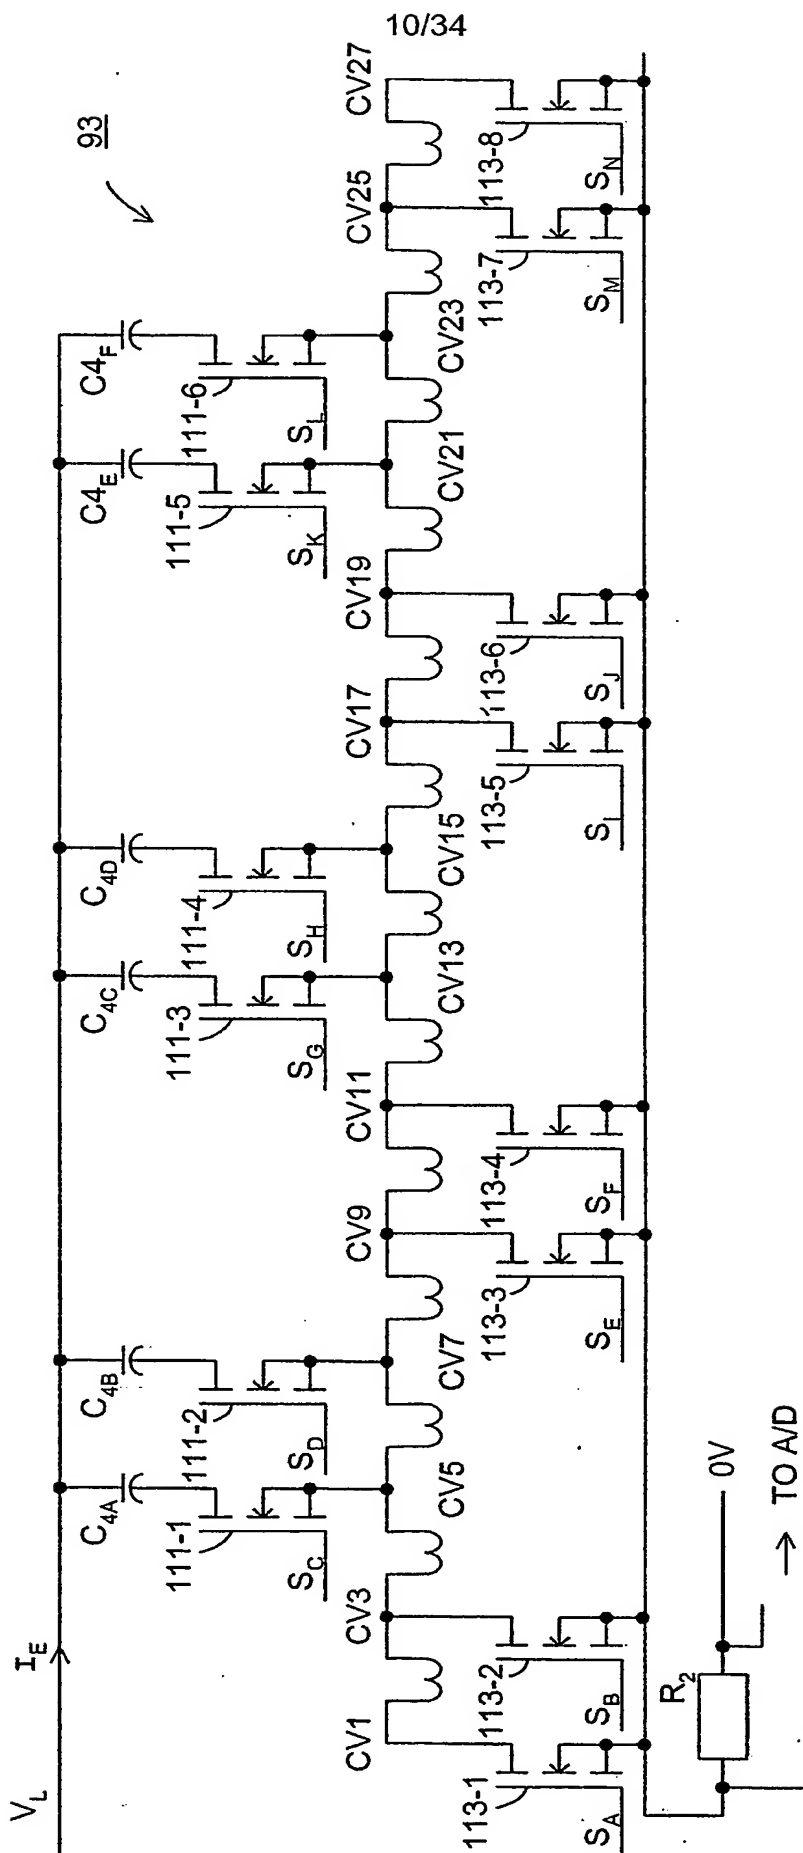 10/34
93
V_L
I_E
C_4A
C_4B
C_4C
C_4D
C4_E
C4_F
111-1
111-2
111-3
111-4
111-5
111-6
S_C
S_D
S_G
S_H
S_K
S_L
CV1
CV3
CV5
CV7
CV9
CV11
CV13
CV15
CV17
CV19
CV21
CV23
CV25
CV27
113-1
113-2
113-3
113-4
113-5
113-6
113-7
113-8
S_A
S_B
S_E
S_F
S_I
S_J
S_M
S_N
R_2
0V
→ TO A/D